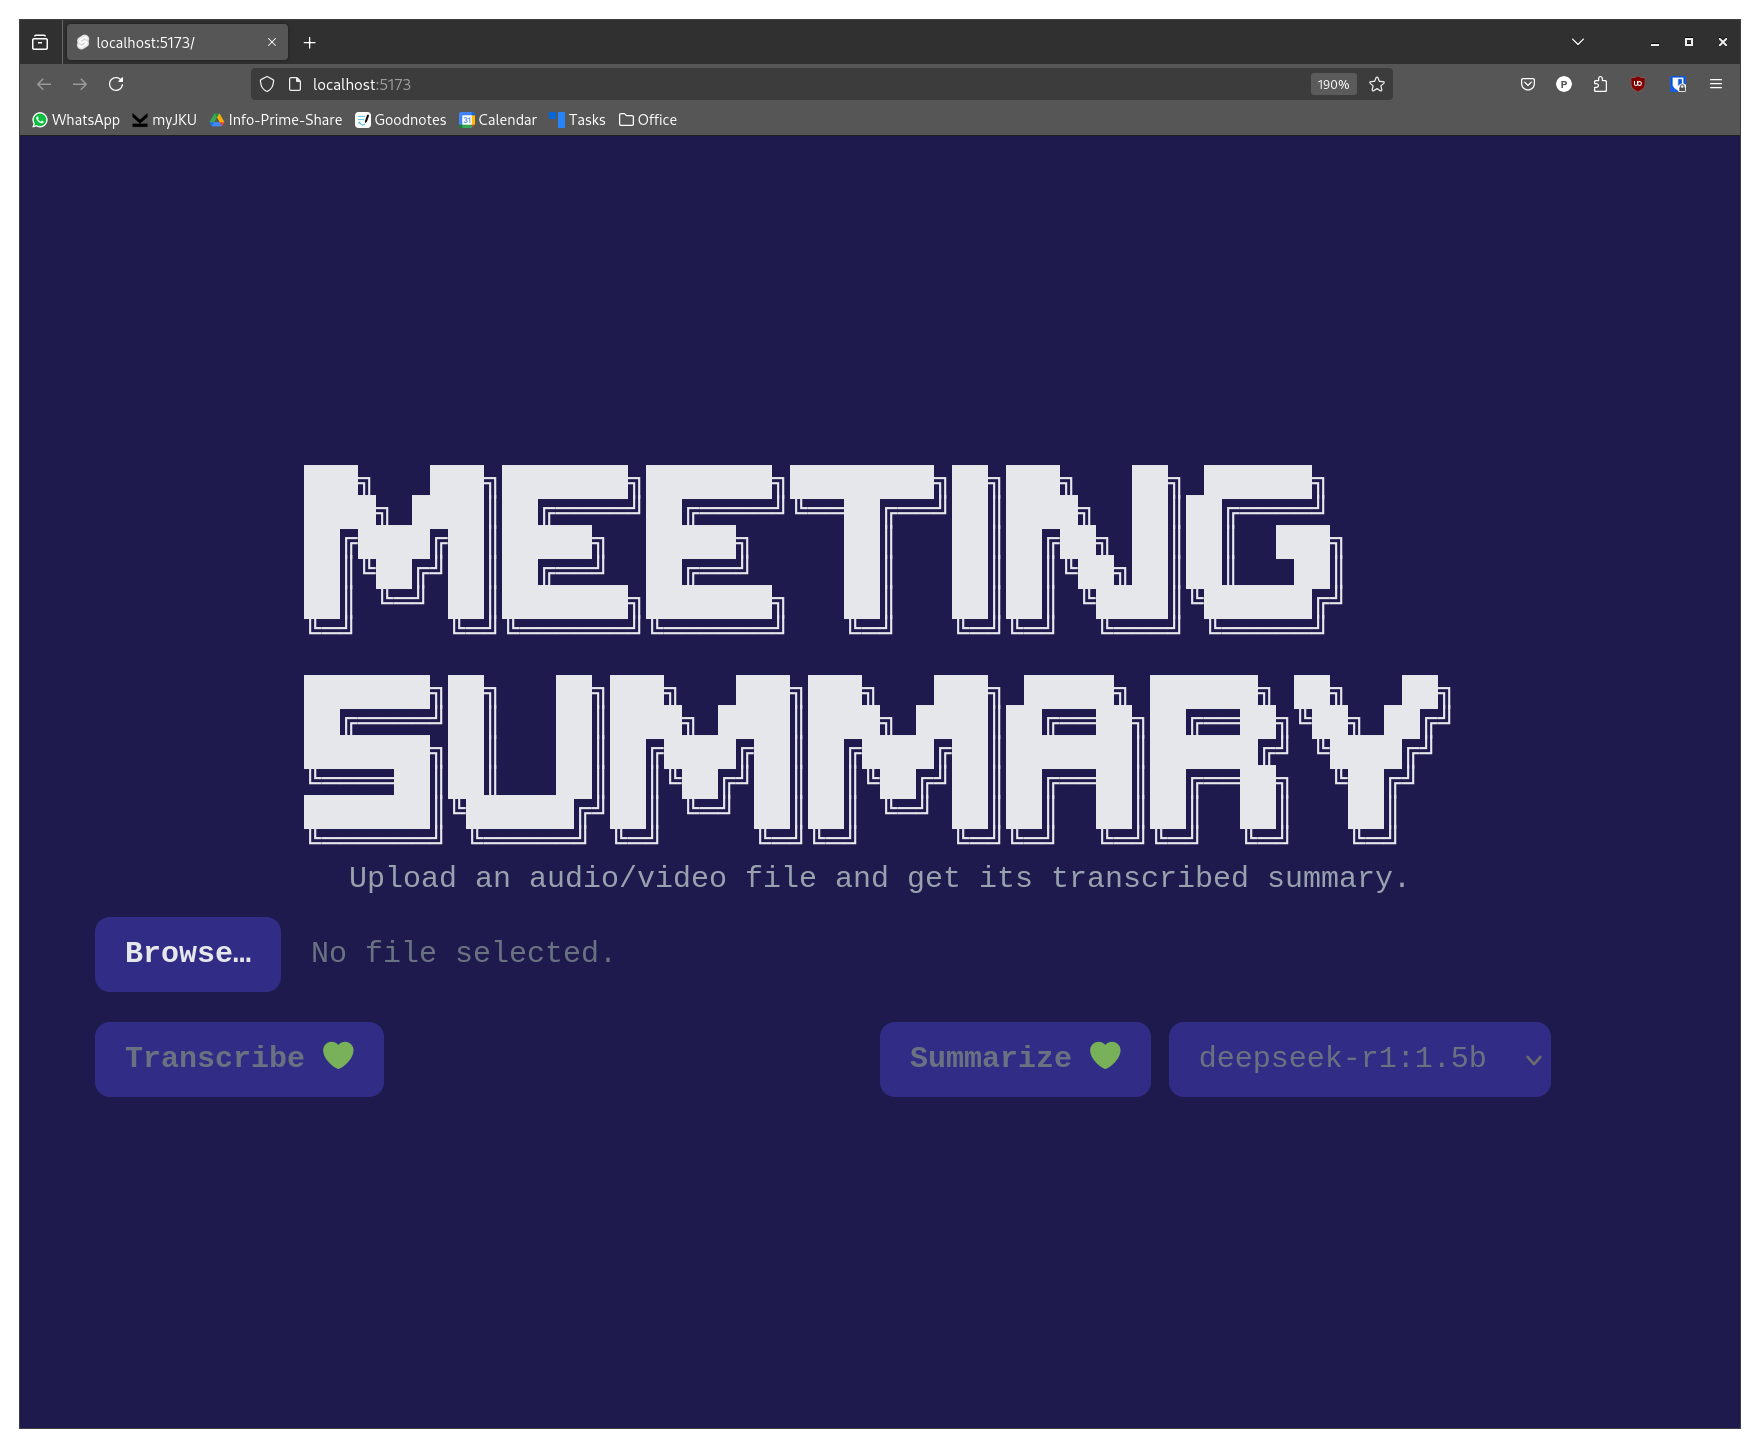 localhost:5173/
localhost:5173
190%
WhatsApp myJKU Info-Prime-Share Goodnotes Calendar Tasks Office
MEETING
SUMMARY
Upload an audio/video file and get its transcribed summary.
Browse… No file selected.
Transcribe 💚 Summarize 💚 deepseek-r1:1.5b